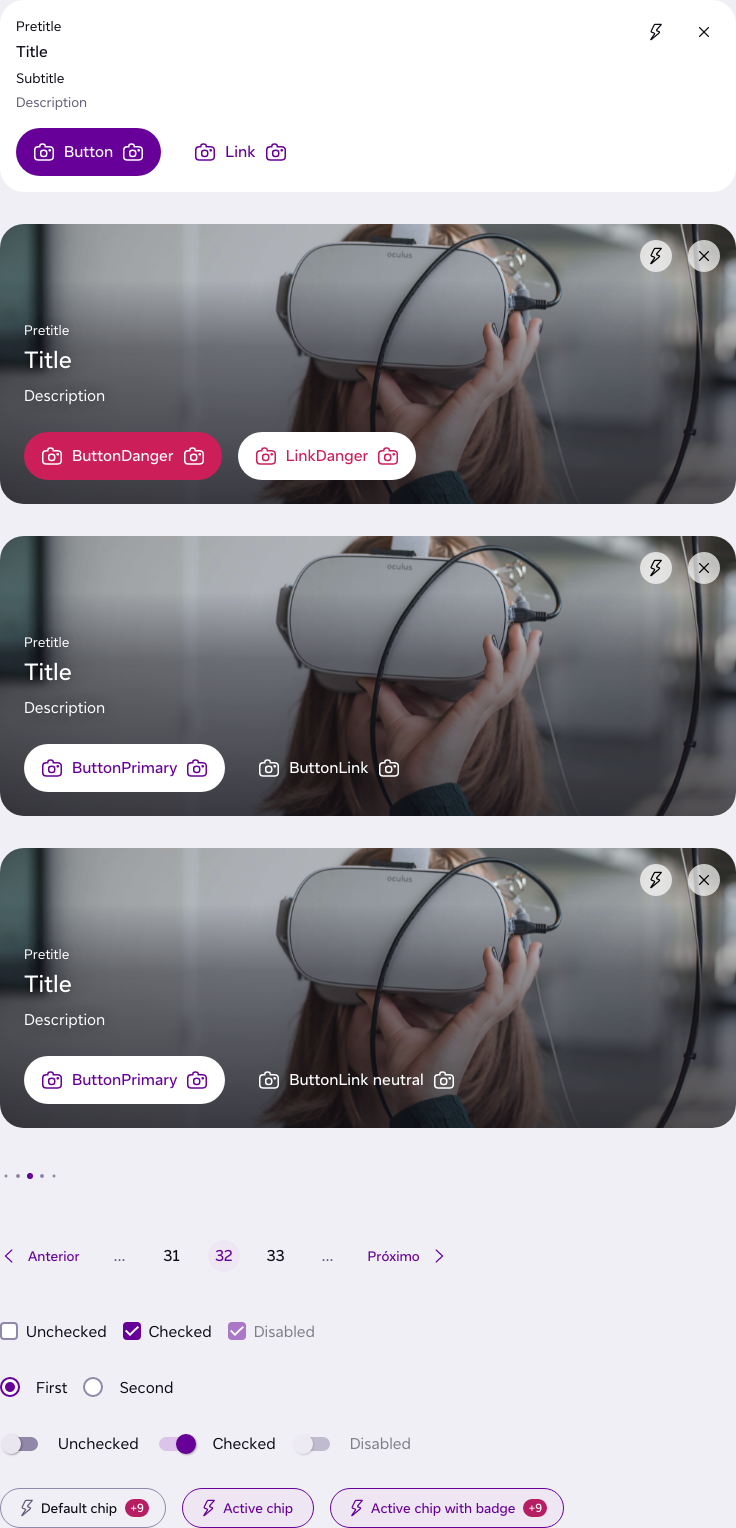 Pretitle
Title
Subtitle
Description
Button Link
oculus
Pretitle
Title
Description
ButtonDanger LinkDanger
oculus
Pretitle
Title
Description
ButtonPrimary ButtonLink
oculus
Pretitle
Title
Description
ButtonPrimary ButtonLink neutral
Anterior ... 31 32 33 ... Próximo
Unchecked Checked Disabled
First Second
Unchecked Checked Disabled
Default chip +9 Active chip Active chip with badge +9